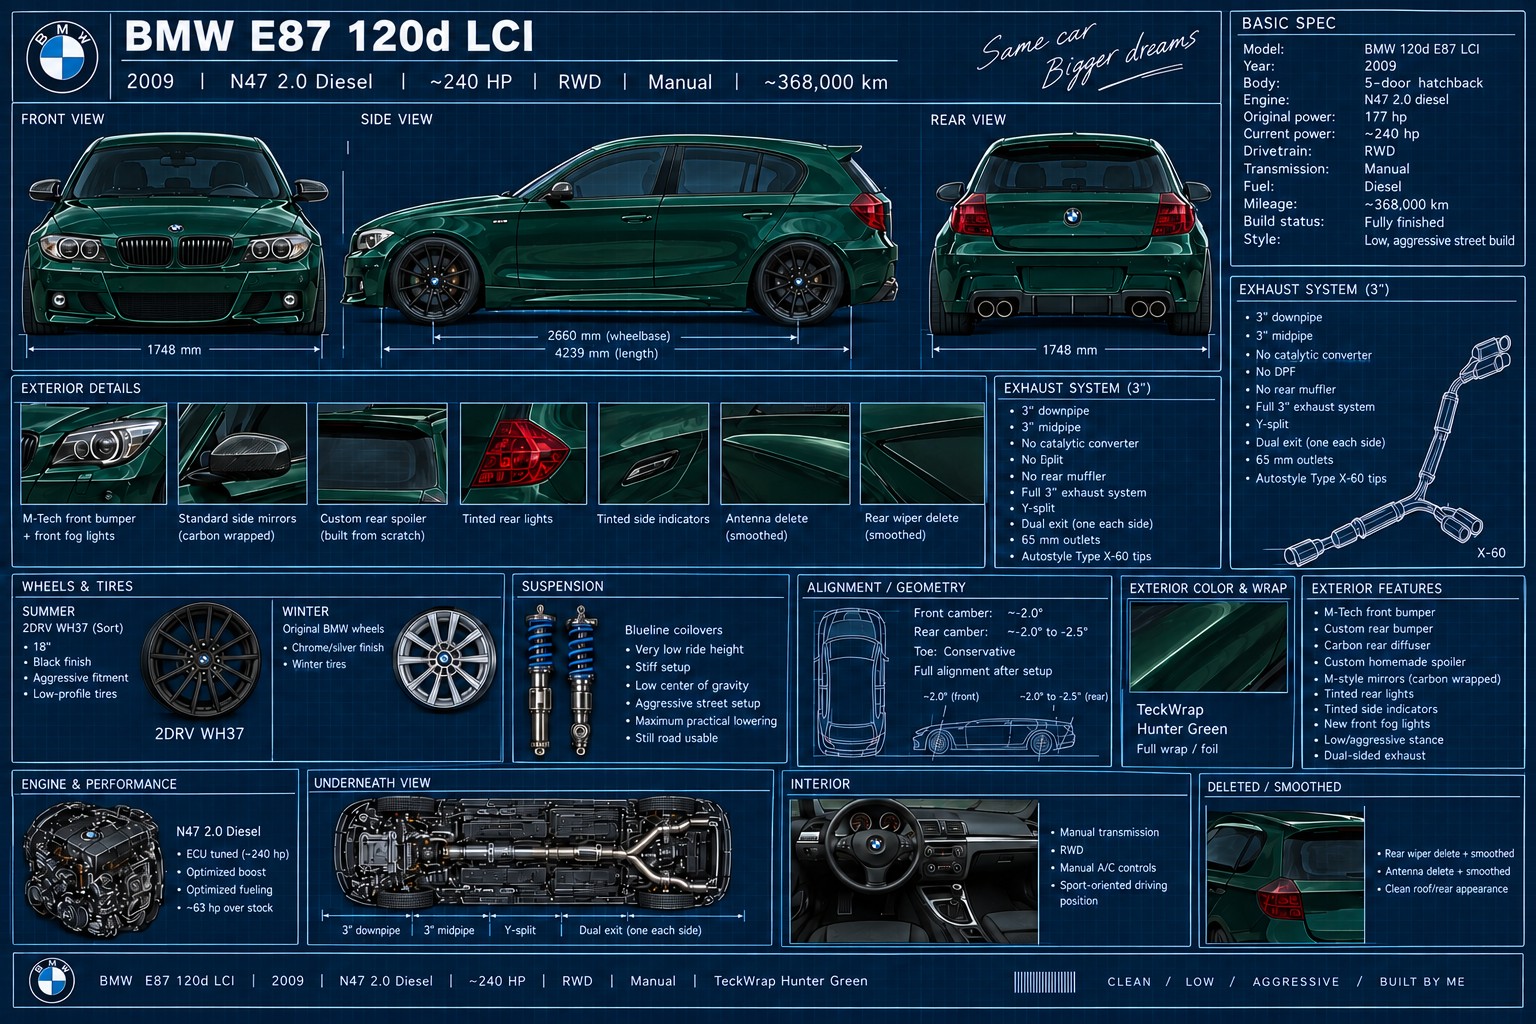 BMW
BMW E87 120d LCI
2009 | N47 2.0 Diesel | ~240 HP | RWD | Manual | ~368,000 km
Same car
Bigger dreams
BASIC SPEC
Model: BMW 120d E87 LCI
Year: 2009
Body: 5-door hatchback
Engine: N47 2.0 diesel
Original power: 177 hp
Current power: ~240 hp
Drivetrain: RWD
Transmission: Manual
Fuel: Diesel
Mileage: ~368,000 km
Build status: Fully finished
Style: Low, aggressive street build
FRONT VIEW
1748 mm
SIDE VIEW
2660 mm (wheelbase)
4239 mm (length)
REAR VIEW
1748 mm
EXHAUST SYSTEM (3")
• 3" downpipe
• 3" midpipe
• No catalytic converter
• No DPF
• No rear muffler
• Full 3" exhaust system
• Y-split
• Dual exit (one each side)
• 65 mm outlets
• Autostyle Type X-60 tips
X-60
EXTERIOR DETAILS
M-Tech front bumper
+ front fog lights
Standard side mirrors
(carbon wrapped)
Custom rear spoiler
(built from scratch)
Tinted rear lights
Tinted side indicators
Antenna delete
(smoothed)
Rear wiper delete
(smoothed)
EXHAUST SYSTEM (3")
• 3" downpipe
• 3" midpipe
• No catalytic converter
• No
• No rear muffler
• Full 3" exhaust system
• Y-split
• Dual exit (one each side)
• 65 mm outlets
• Autostyle Type X-60 tips
WHEELS & TIRES
SUMMER
2DRV WH37 (Sort)
• 18"
• Black finish
• Aggressive fitment
• Low-profile tires
2DRV WH37
WINTER
Original BMW wheels
• Chrome/silver finish
• Winter tires
SUSPENSION
Blueline coilovers
• Very low ride height
• Stiff setup
• Low center of gravity
• Aggressive street setup
• Maximum practical lowering
• Still road usable
ALIGNMENT / GEOMETRY
Front camber: ~-2.0°
Rear camber: ~-2.0° to -2.5°
Toe: Conservative
Full alignment after setup
~2.0° (front)
~2.0° to -2.5° (rear)
EXTERIOR COLOR & WRAP
TeckWrap
Hunter Green
Full wrap / foil
EXTERIOR FEATURES
• M-Tech front bumper
• Custom rear bumper
• Carbon rear diffuser
• Custom homemade spoiler
• M-style mirrors (carbon wrapped)
• Tinted rear lights
• Tinted side indicators
• New front fog lights
• Low/aggressive stance
• Dual-sided exhaust
ENGINE & PERFORMANCE
N47 2.0 Diesel
• ECU tuned (~240 hp)
• Optimized boost
• Optimized fueling
• ~63 hp over stock
UNDERNEATH VIEW
3" downpipe
3" midpipe
Y-split
Dual exit (one each side)
INTERIOR
• Manual transmission
• RWD
• Manual A/C controls
• Sport-oriented driving
position
DELETED / SMOOTHED
• Rear wiper delete + smoothed
• Antenna delete + smoothed
• Clean roof/rear appearance
BMW
BMW E87 120d LCI | 2009 | N47 2.0 Diesel | ~240 HP | RWD | Manual | TeckWrap Hunter Green
CLEAN / LOW / AGGRESSIVE / BUILT BY ME